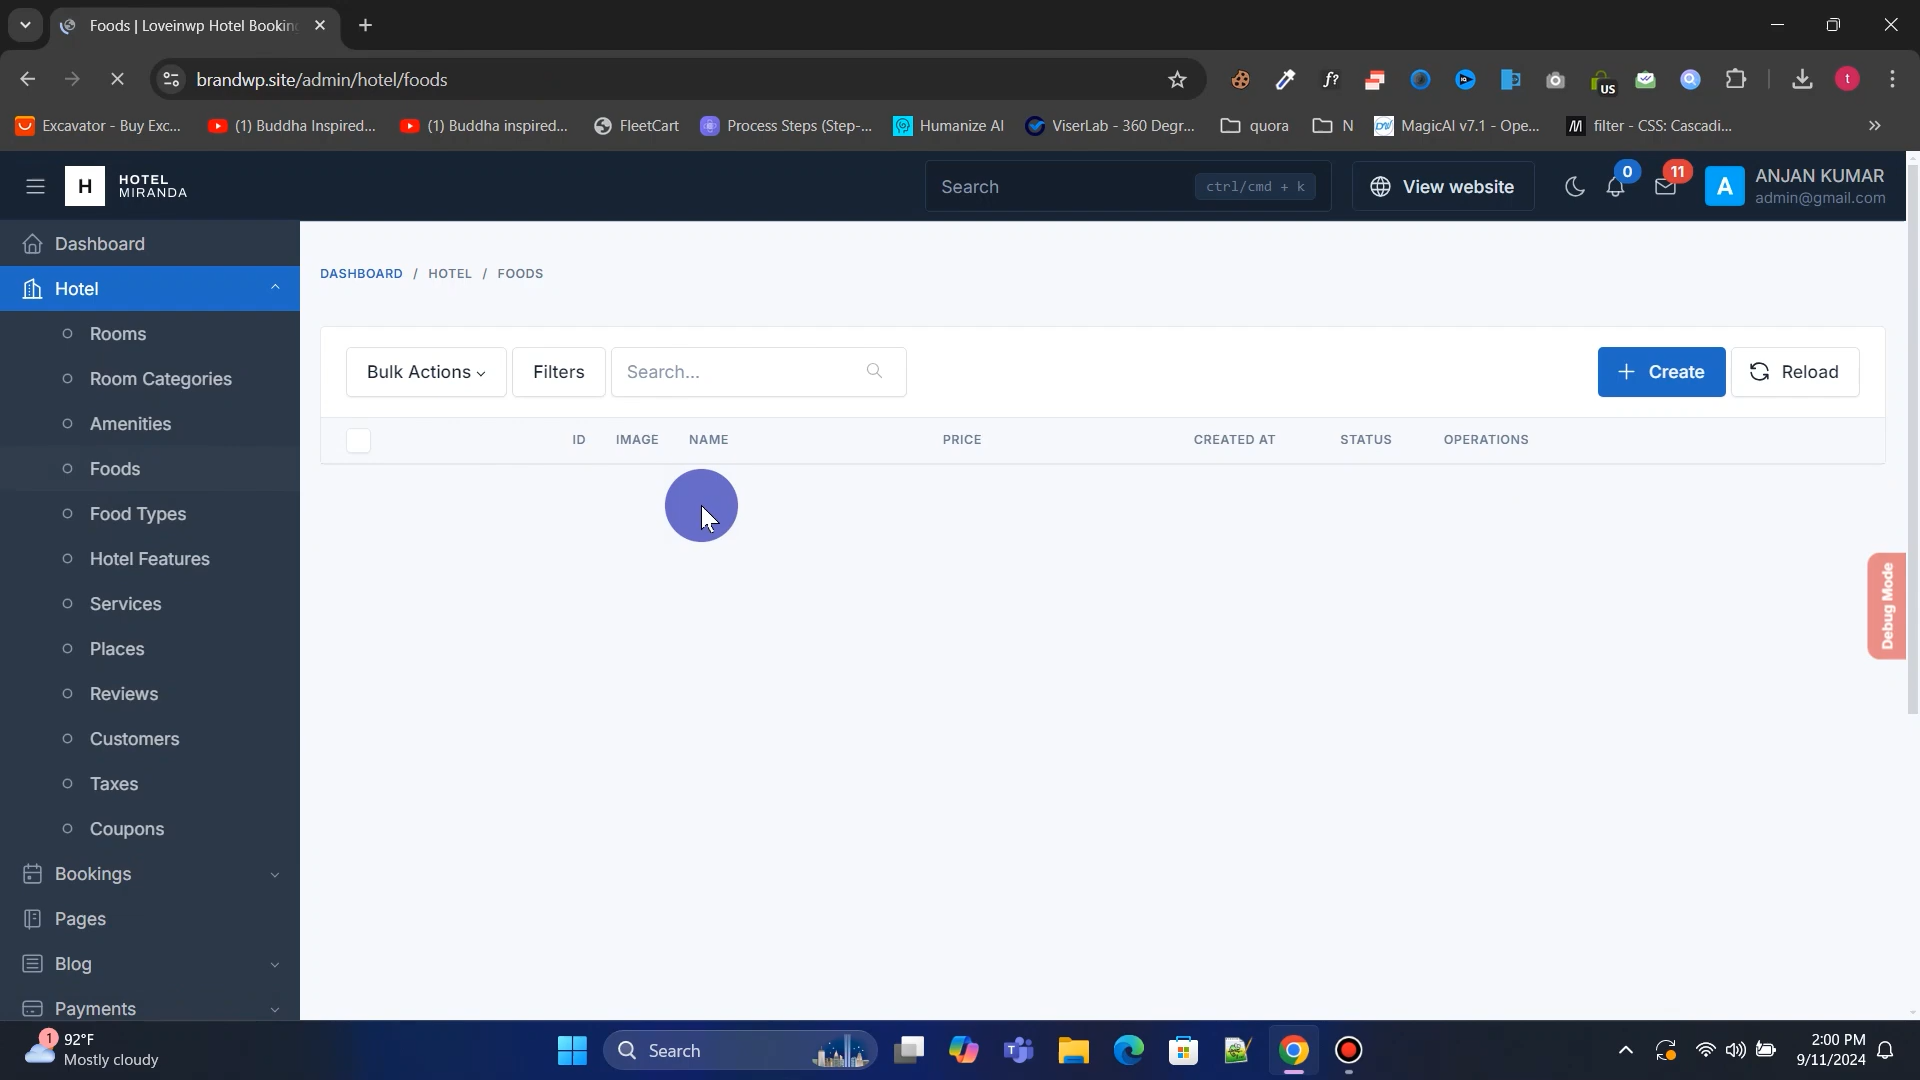 Foods | Loveinwp Hotel Bookin
brandwp.site/admin/hotel/foods
f?
US
t
Excavator - Buy Exc...
(1) Buddha Inspired...
(1) Buddha inspired...
FleetCart
Process Steps (Step-...
Humanize AI
ViserLab - 360 Degr...
quora
N
MagicAI v7.1 - Ope...
filter - CSS: Cascadi...
H
HOTEL
MIRANDA
Search
ctrl/cmd + k
View website
0
11
A
ANJAN KUMAR
admin@gmail.com
Dashboard
Hotel
Rooms
Room Categories
Amenities
Foods
Food Types
Hotel Features
Services
Places
Reviews
Customers
Taxes
Coupons
Bookings
Pages
Blog
Payments
DASHBOARD / HOTEL / FOODS
Bulk Actions
Filters
Search...
Create
Reload
ID
IMAGE
NAME
PRICE
CREATED AT
STATUS
OPERATIONS
Debug Mode
1
92°F
Mostly cloudy
Search
2:00 PM
9/11/2024